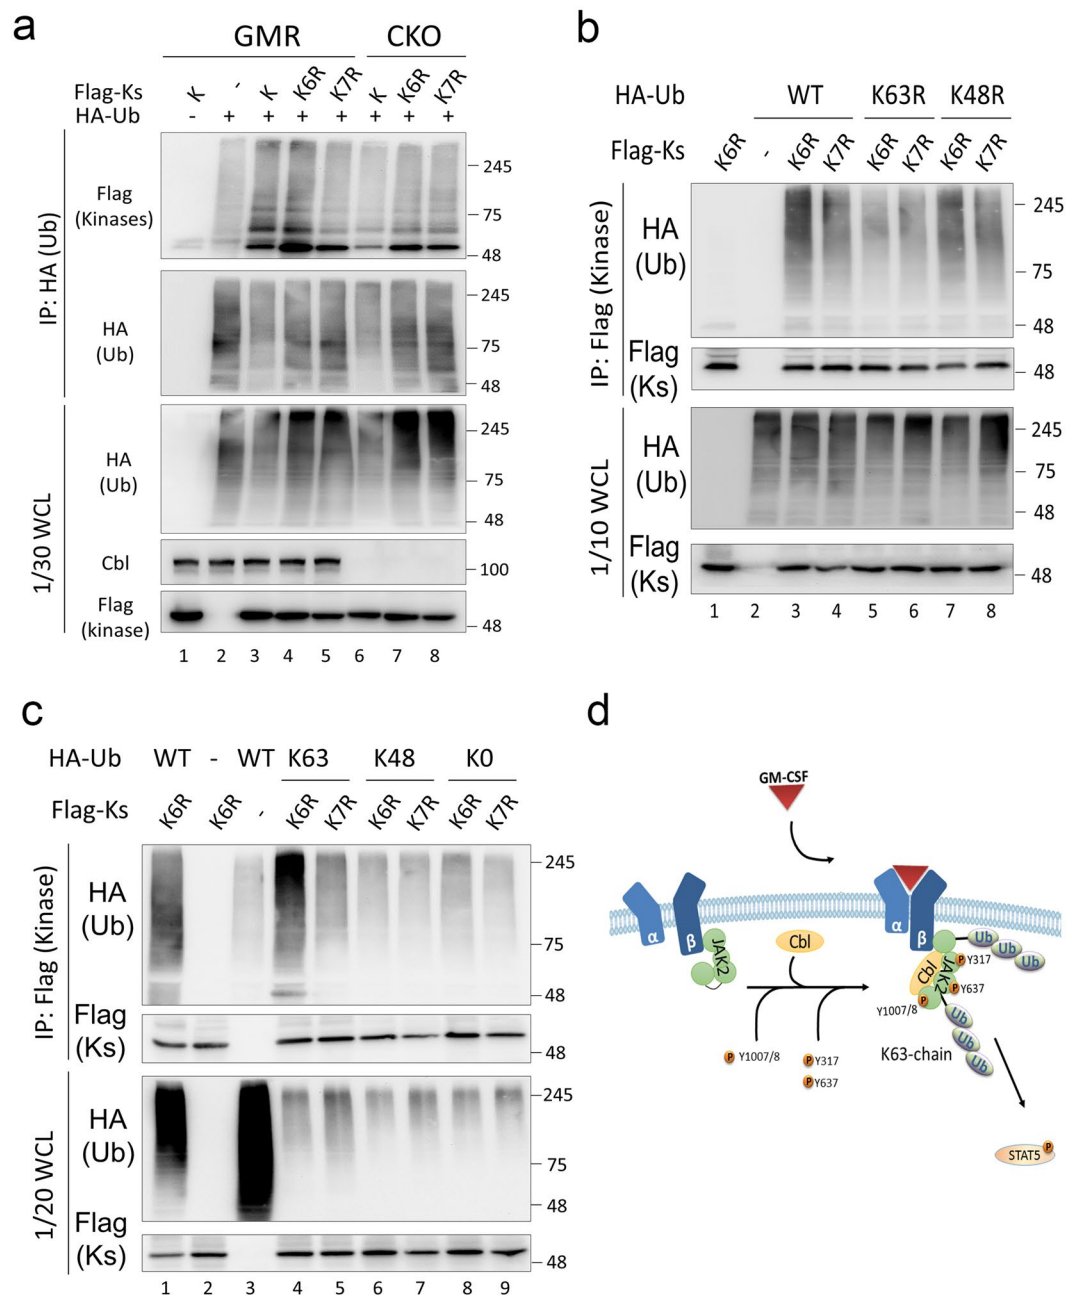 a
GMR CKO
Flag-Ks K - K K6R K7R K K6R K7R
HA-Ub - + + + + + + +
IP: HA (Ub)
Flag
(Kinases)
245
75
48
HA
(Ub)
245
75
48
1/30 WCL
HA
(Ub)
245
75
48
Cbl
100
Flag
(kinase)
48
1 2 3 4 5 6 7 8
b
HA-Ub WT K63R K48R
Flag-Ks K6R - K6R K7R K6R K7R K6R K7R
IP: Flag (Kinase)
HA
(Ub)
245
75
48
Flag
(Ks)
48
1/10 WCL
HA
(Ub)
245
75
48
Flag
(Ks)
48
1 2 3 4 5 6 7 8
c
HA-Ub WT - WT K63 K48 K0
Flag-Ks K6R K6R - K6R K7R K6R K7R K6R K7R
IP: Flag (Kinase)
HA
(Ub)
245
75
48
Flag
(Ks)
48
1/20 WCL
HA
(Ub)
245
75
48
Flag
(Ks)
48
1 2 3 4 5 6 7 8 9
d
GM-CSF
α
β
JAK2
Cbl
P Y1007/8
P Y317
P Y637
α
β
Cbl
JAK2
P Y317
P Y637
P
Y1007/8
Ub Ub Ub
Ub
Ub
Ub
K63-chain
STAT5 P